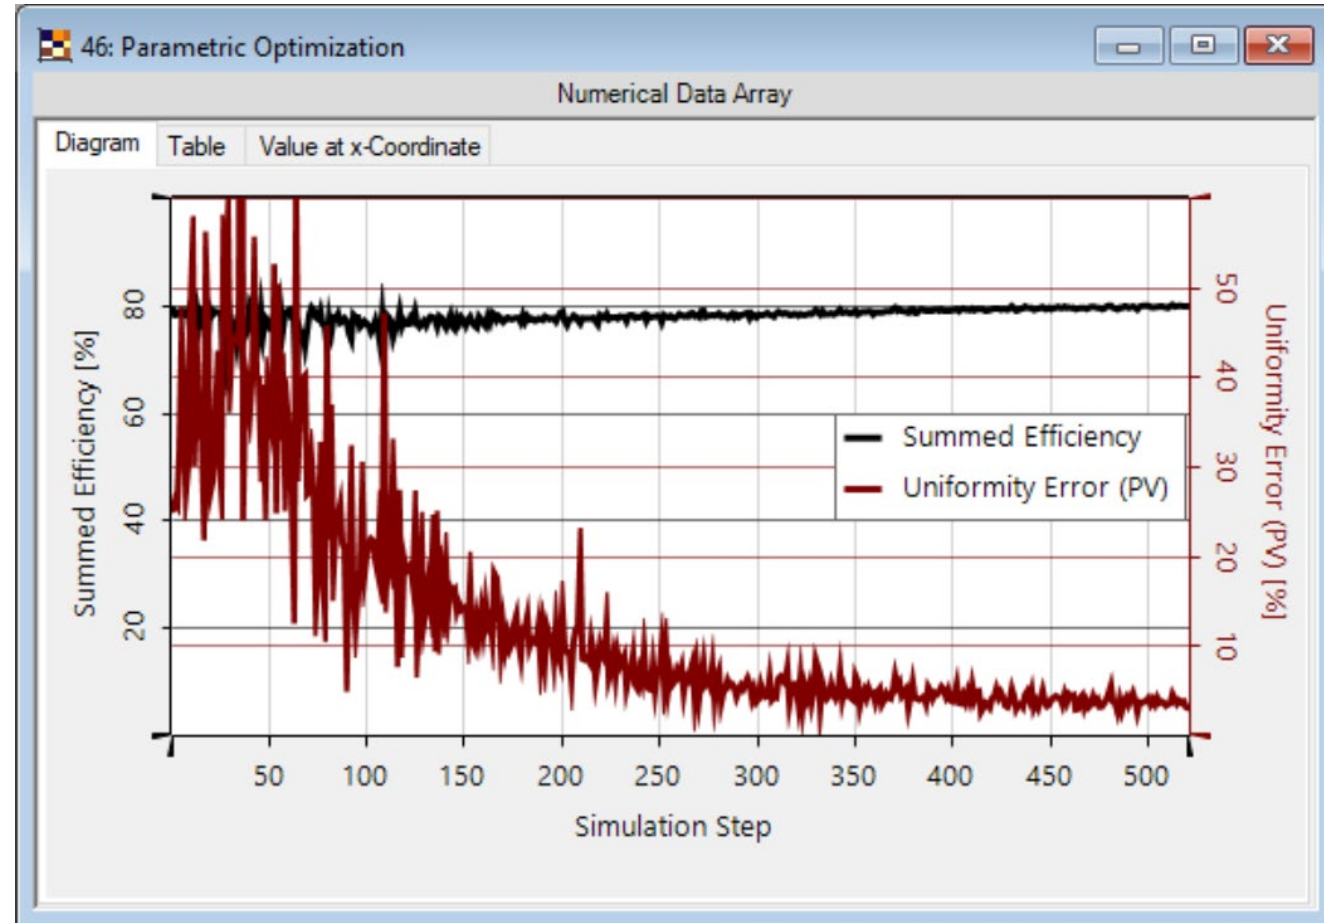 46: Parametric Optimization
Numerical Data Array
Diagram Table Value at x-Coordinate
Summed Efficiency [%]
80
60
40
20
50
40
30
20
10
Uniformity Error (PV) [%]
Summed Efficiency
Uniformity Error (PV)
50 100 150 200 250 300 350 400 450 500
Simulation Step